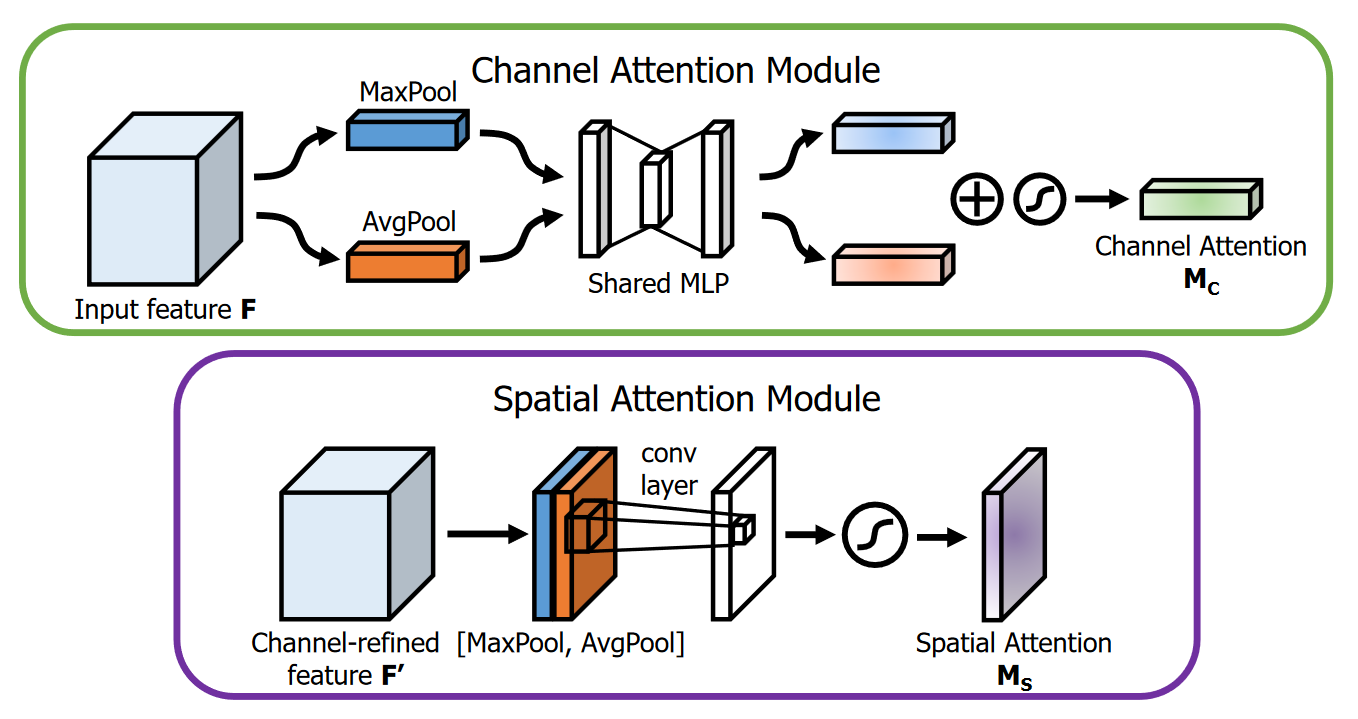 Channel Attention Module
MaxPool
AvgPool
Input feature F
Shared MLP
Channel Attention
Mc
Spatial Attention Module
conv
layer
Channel-refined
feature F’
[MaxPool, AvgPool]
Spatial Attention
Ms